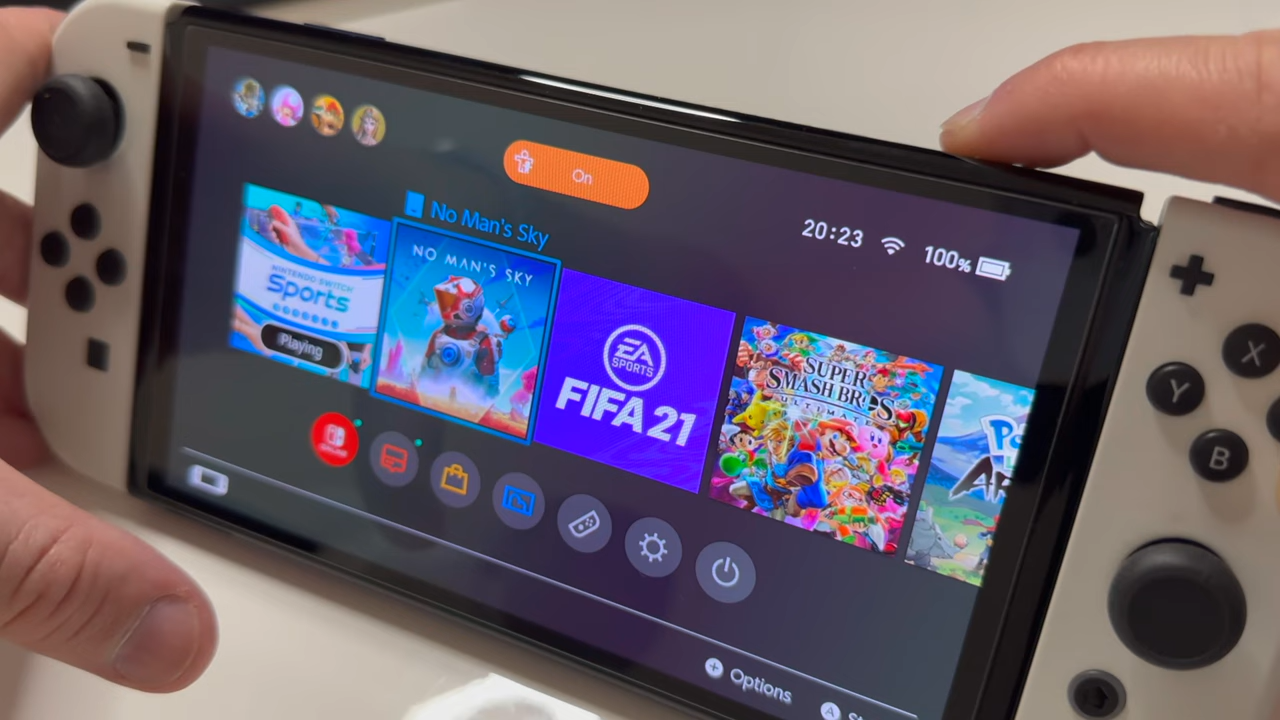 On
20:23
100%
No Man's Sky
NINTENDO SWITCH
Sports
Playing
NO MAN'S SKY
EA
SPORTS
FIFA 21
SUPER
SMASH BROS
ULTIMATE
Options
A
X
Y
B